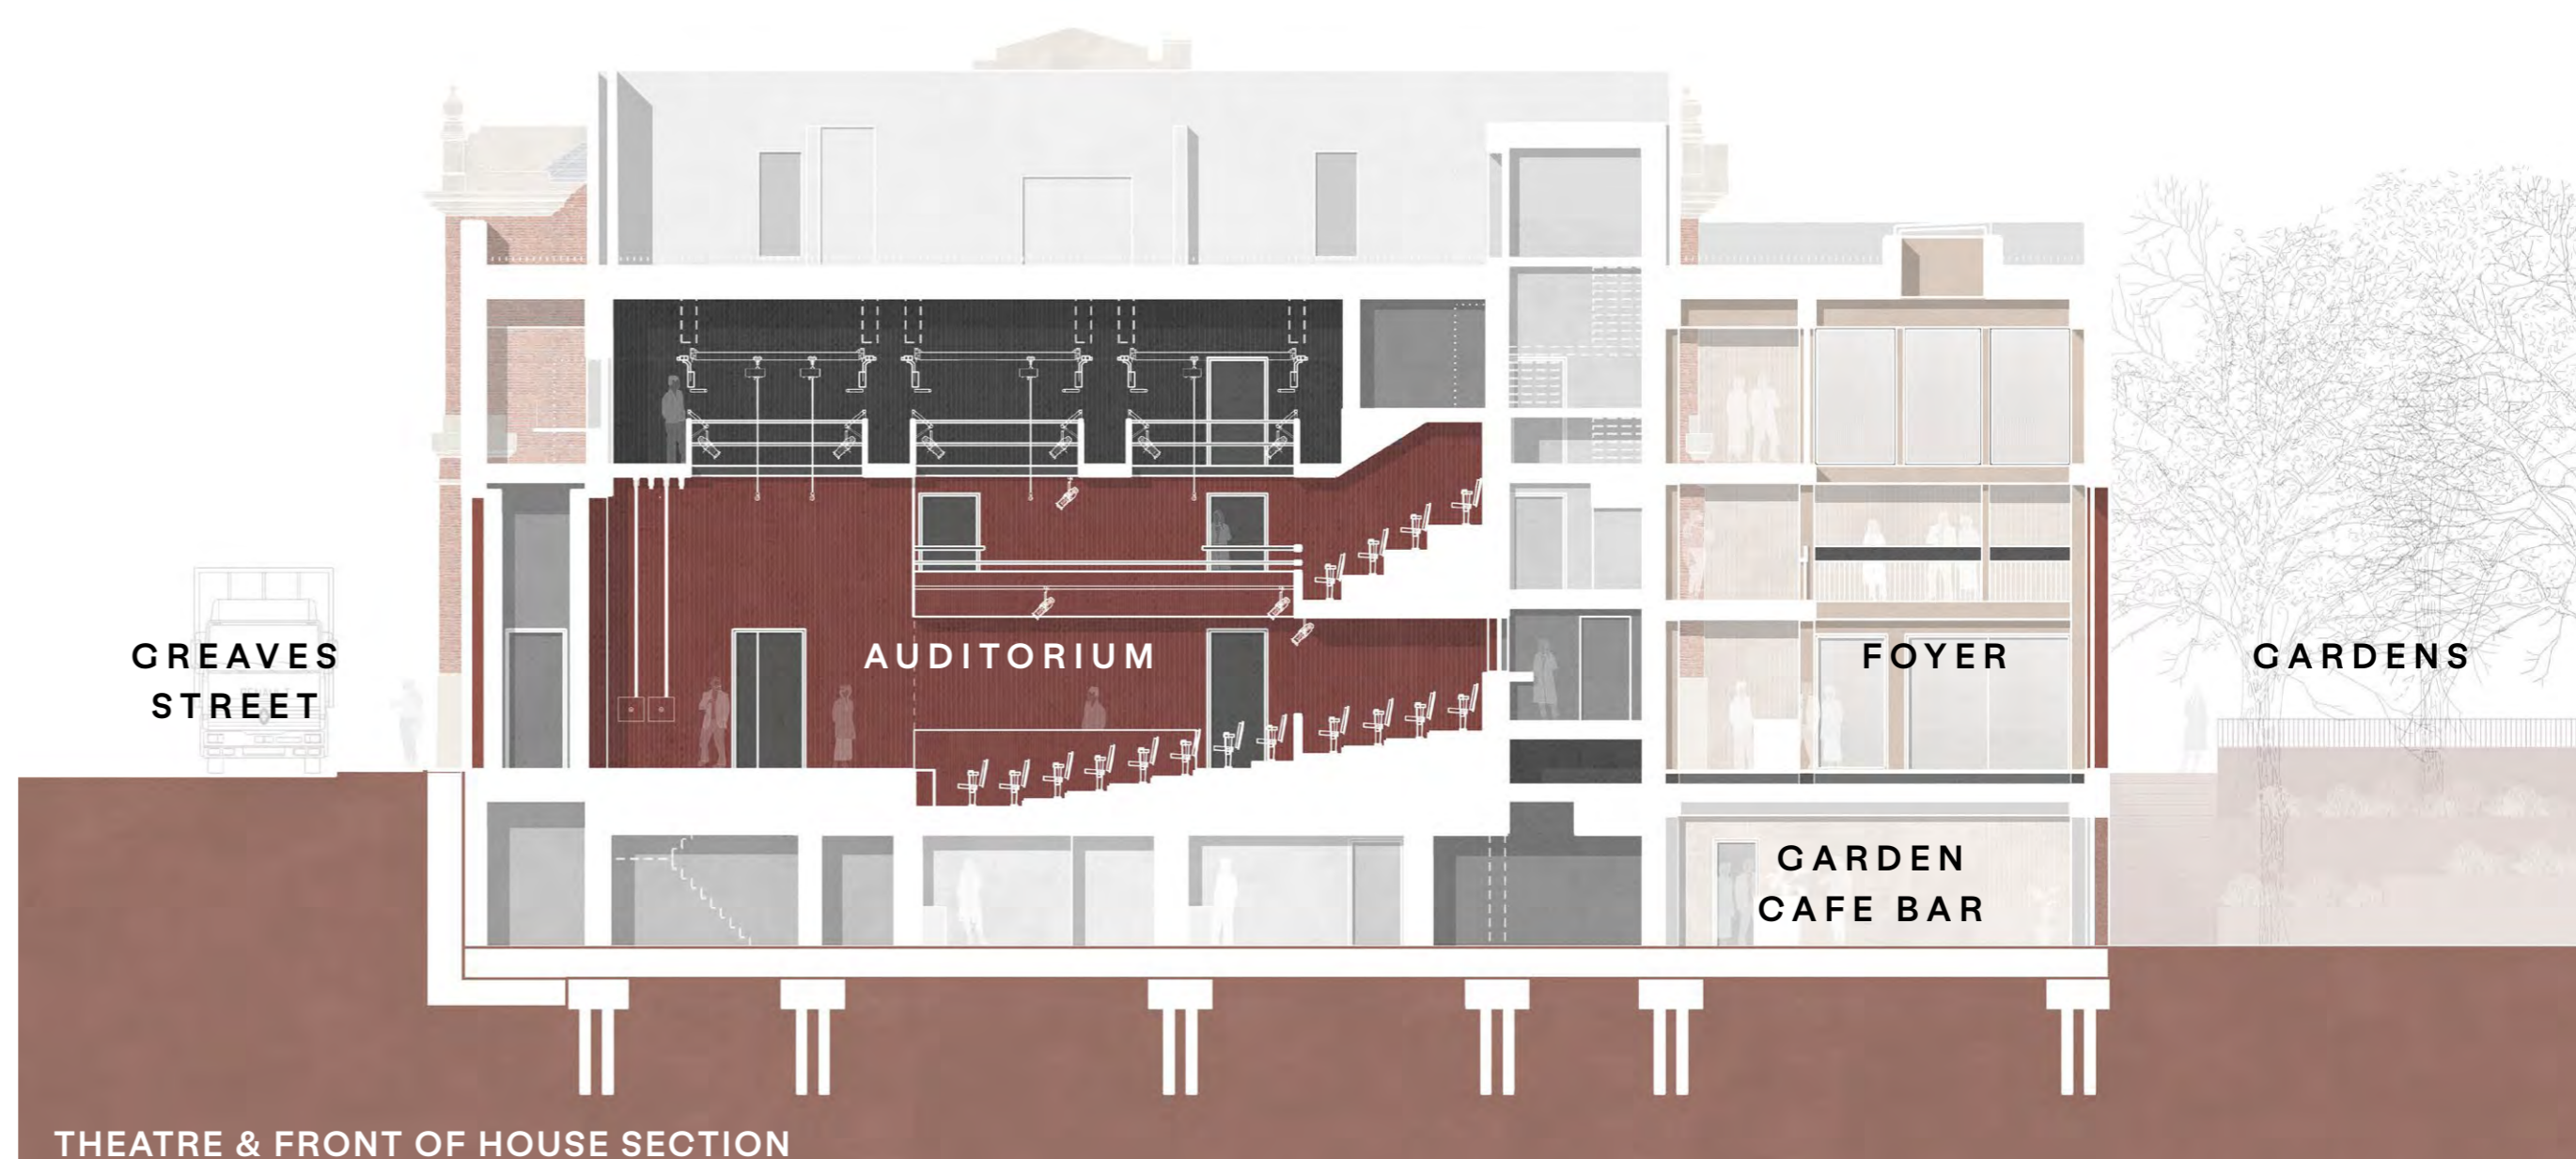 GREAVES
STREET
AUDITORIUM
FOYER
GARDENS
GARDEN
CAFE BAR
THEATRE & FRONT OF HOUSE SECTION